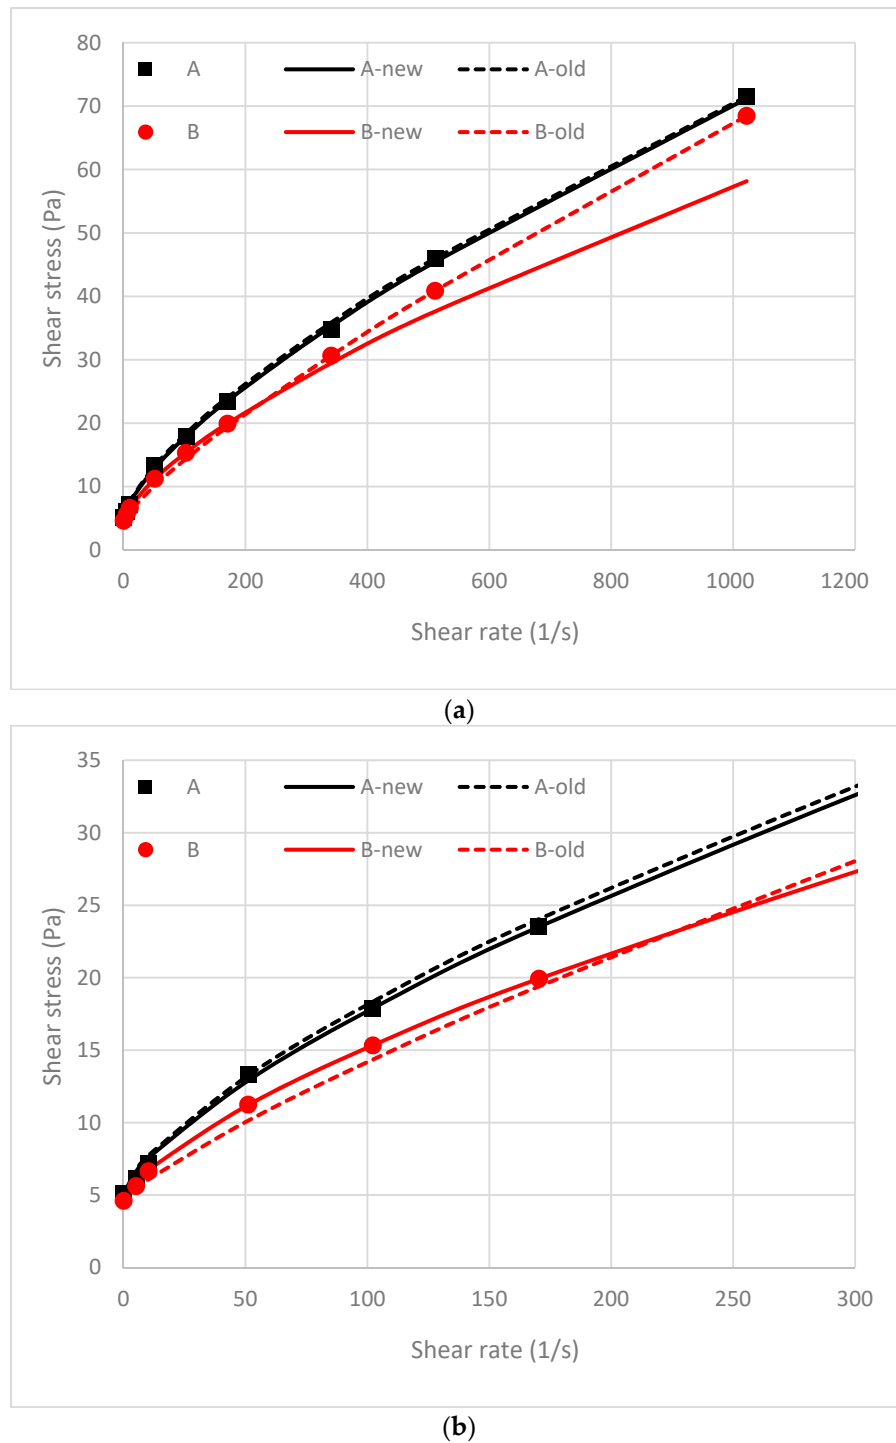 80
70
60
50
40
30
20
10
0
A
A-new
A-old
B
B-new
B-old
Shear stress (Pa)
0 200 400 600 800 1000 1200
Shear rate (1/s)
(a)
35
30
25
20
15
10
5
0
A
A-new
A-old
B
B-new
B-old
Shear stress (Pa)
0 50 100 150 200 250 300
Shear rate (1/s)
(b)